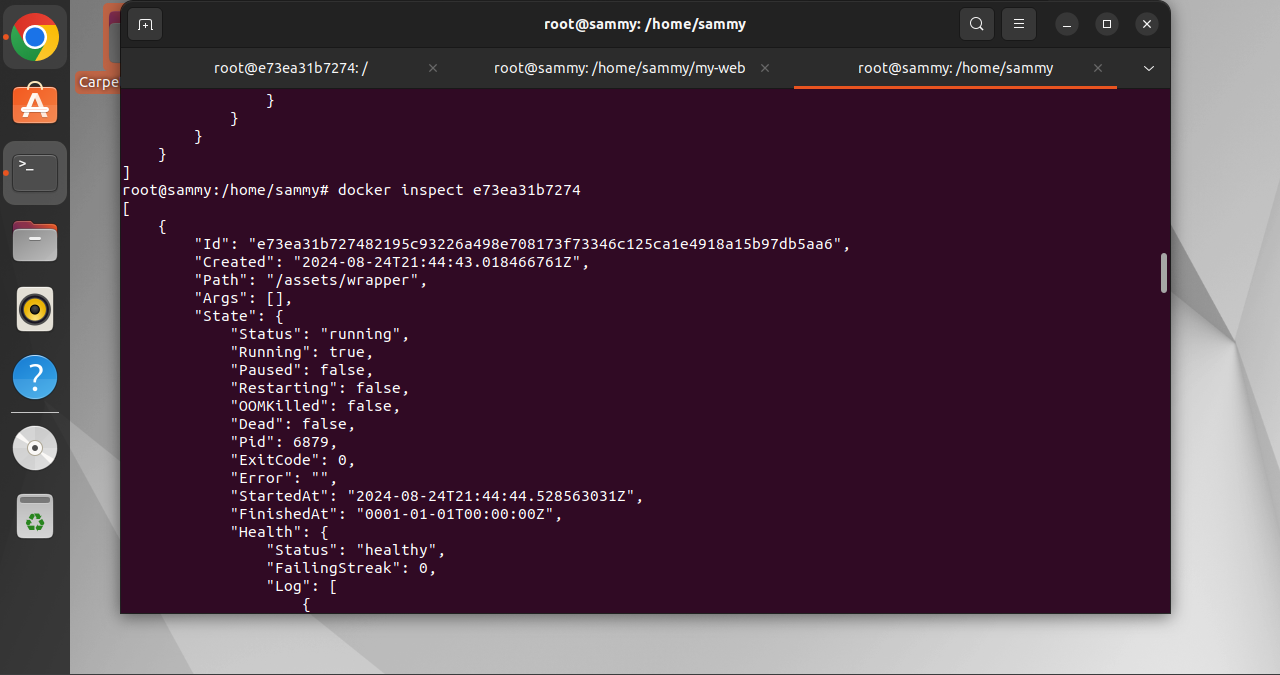 root@sammy: /home/sammy
root@e73ea31b7274: /
root@sammy: /home/sammy/my-web
root@sammy: /home/sammy
Carpe
}
}
}
}
]
root@sammy:/home/sammy# docker inspect e73ea31b7274
[
{
"Id": "e73ea31b727482195c93226a498e708173f73346c125ca1e4918a15b97db5aa6",
"Created": "2024-08-24T21:44:43.018466761Z",
"Path": "/assets/wrapper",
"Args": [],
"State": {
"Status": "running",
"Running": true,
"Paused": false,
"Restarting": false,
"OOMKilled": false,
"Dead": false,
"Pid": 6879,
"ExitCode": 0,
"Error": "",
"StartedAt": "2024-08-24T21:44:44.528563031Z",
"FinishedAt": "0001-01-01T00:00:00Z",
"Health": {
"Status": "healthy",
"FailingStreak": 0,
"Log": [
{